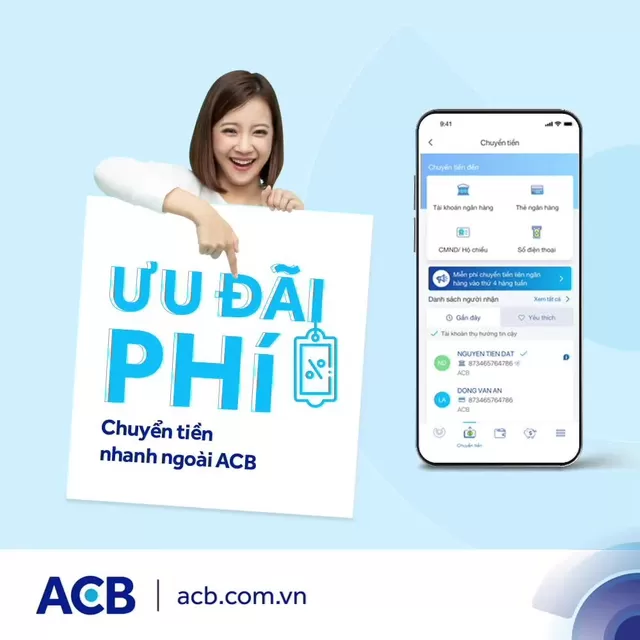 ƯU ĐÃI
PHÍ
%
Chuyển tiền
nhanh ngoài ACB
9:41
Chuyển tiền
Chuyển tiền đến
Tài khoản ngân hàng
Thẻ ngân hàng
CMND/ Hộ chiếu
Số điện thoại
Miễn phí chuyển tiền liên ngân
hàng vào thứ 4 hàng tuần
Danh sách người nhận
Xem tất cả
Gần đây
Yêu thích
Tài khoản thụ hưởng tin cậy
ND
NGUYEN TIEN DAT
873465764786
ACB
LA
DONG VAN AN
873465764786
ACB
Chuyển tiền
ACB | acb.com.vn